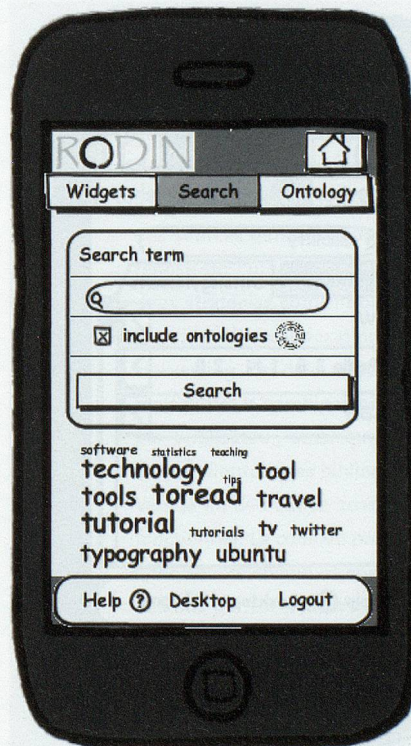 RODIN
Widgets Search Ontology
Search term
include ontologies
Search
software statistics teaching
technology tips tool
tools toread travel
tutorial tutorials tv twitter
typography ubuntu
Help ? Desktop Logout